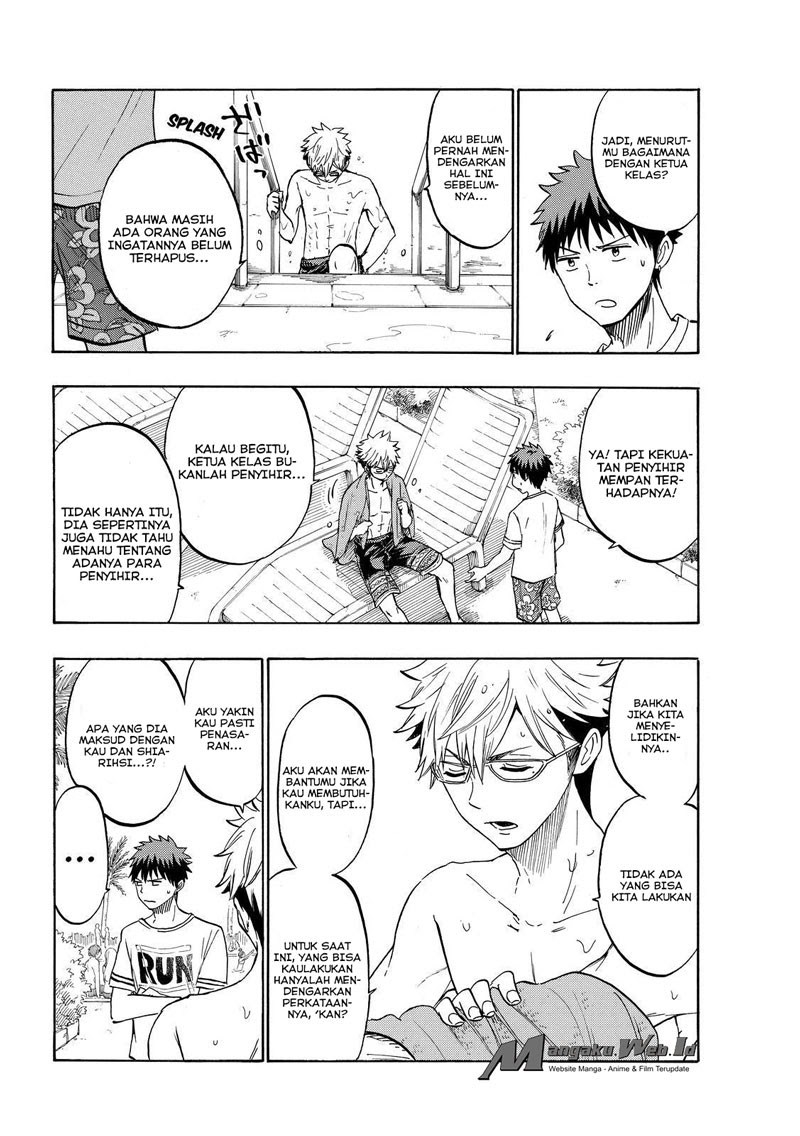 JADI, MENURUT-
MU BAGAIMANA
DENGAN KETUA
KELAS?
AKU BELUM
PERNAH MEN-
DENGARKAN
HAL INI
SEBELUM-
NYA...
SPLASH
BAHWA MASIH
ADA ORANG YANG
INGATANNYA BELUM
TERHAPUS...
YA! TAPI KEKUA-
TAN PENYIHIR
MEMPAN TER-
HADAPNYA!
KALAU BEGITU,
KETUA KELAS BU-
KANLAH PENYIHIR...
TIDAK HANYA ITU,
DIA SEPERTINYA
JUGA TIDAK TAHU
MENAHU TENTANG
ADANYA PARA
PENYIHIR...
BAHKAN
JIKA KITA
MENYE-
LIDIKIN-
NYA..
TIDAK ADA
YANG BISA
KITA LAKUKAN
AKU AKAN MEM-
BANTUMU JIKA
KAU MEMBUTUH-
KANKU, TAPI...
UNTUK SAAT
INI, YANG BISA
KAULAKUKAN
HANYALAH MEN-
DENGARKAN
PERKATAAN-
NYA, 'KAN?
AKU YAKIN
KAU PASTI
PENASA-
RAN...
APA YANG DIA
MAKSUD DENGAN
KAU DAN SHIA-
RIHSI...?!
...
RUN
Mangaku.Web.Id
Website Manga - Anime & Film Terupdate